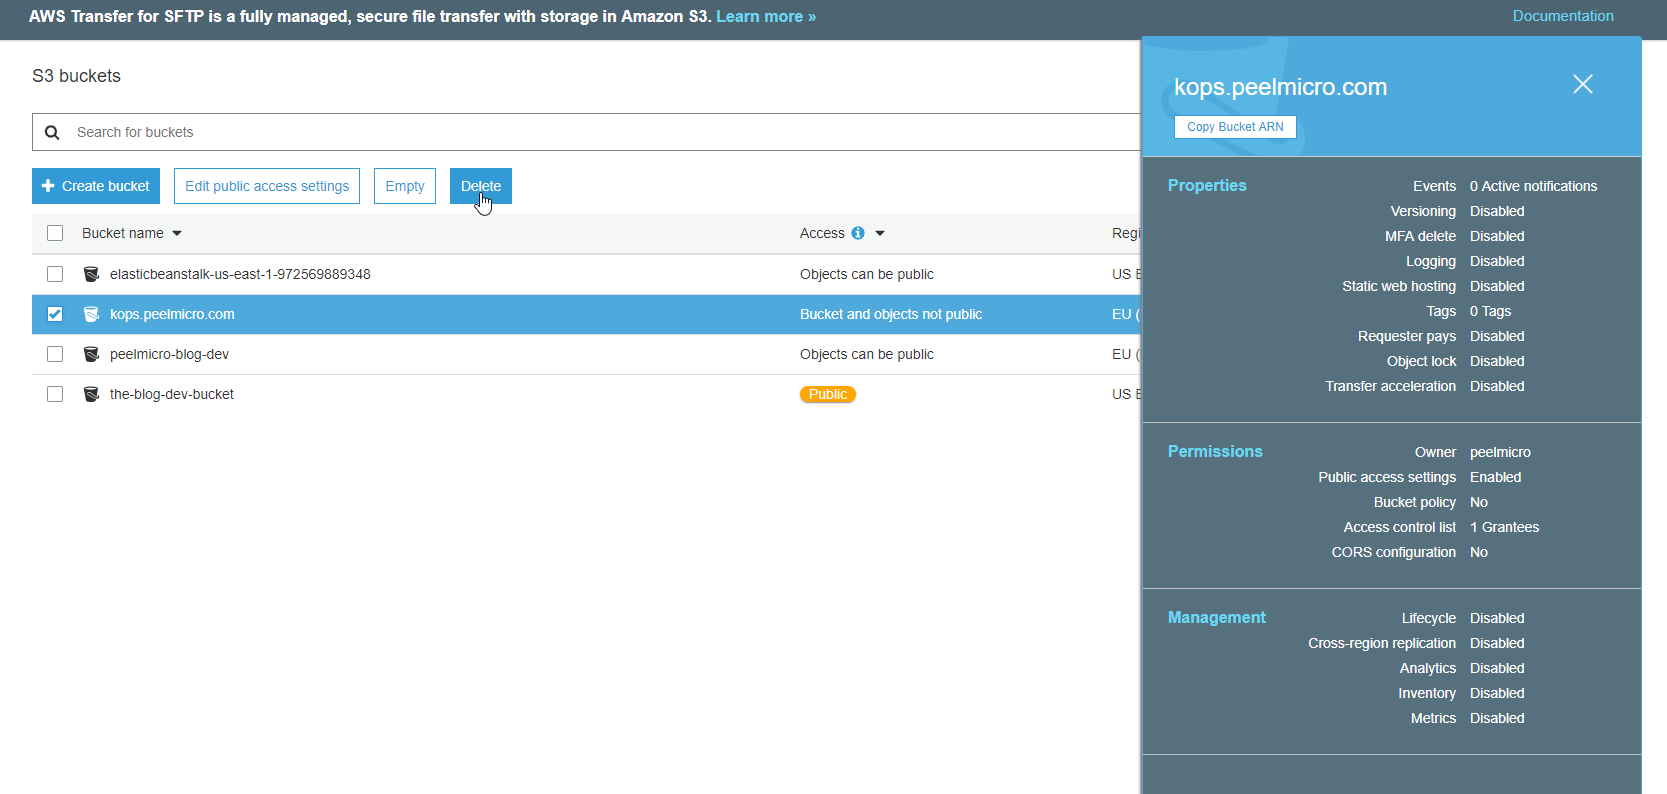 AWS Transfer for SFTP is a fully managed, secure file transfer with storage in Amazon S3. Learn more »
Documentation
S3 buckets
Search for buckets
Create bucket
Edit public access settings
Empty
Delete
Bucket name
Access
Regi
elasticbeanstalk-us-east-1-972569889348
Objects can be public
US E
kops.peelmicro.com
Bucket and objects not public
EU (
peelmicro-blog-dev
Objects can be public
EU (
the-blog-dev-bucket
Public
US E
kops.peelmicro.com
Copy Bucket ARN
Properties
Events 0 Active notifications
Versioning Disabled
MFA delete Disabled
Logging Disabled
Static web hosting Disabled
Tags 0 Tags
Requester pays Disabled
Object lock Disabled
Transfer acceleration Disabled
Permissions
Owner peelmicro
Public access settings Enabled
Bucket policy No
Access control list 1 Grantees
CORS configuration No
Management
Lifecycle Disabled
Cross-region replication Disabled
Analytics Disabled
Inventory Disabled
Metrics Disabled